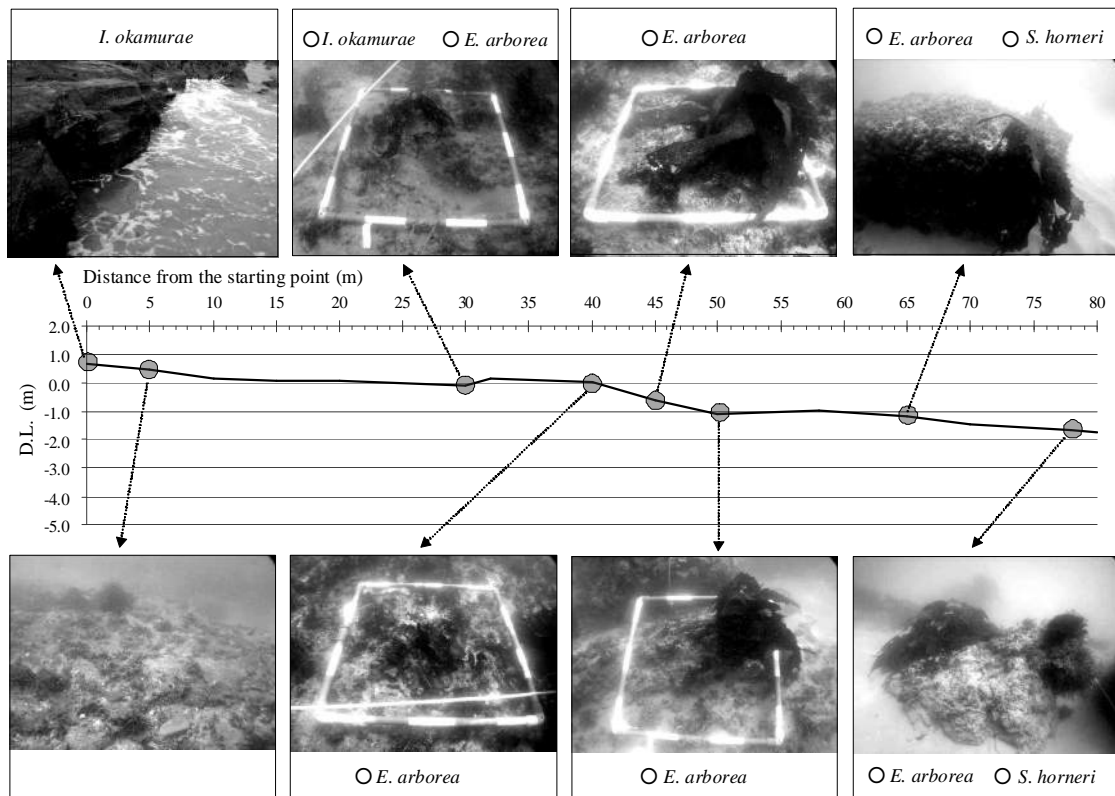 I. okamurae
○ I. okamurae ○ E. arborea
○ E. arborea
○ E. arborea ○ S. horneri
Distance from the starting point (m)
0 5 10 15 20 25 30 35 40 45 50 55 60 65 70 75 80
2.0
1.0
0.0
-1.0
-2.0
-3.0
-4.0
-5.0
D.L. (m)
○ E. arborea
○ E. arborea
○ E. arborea ○ S. horneri